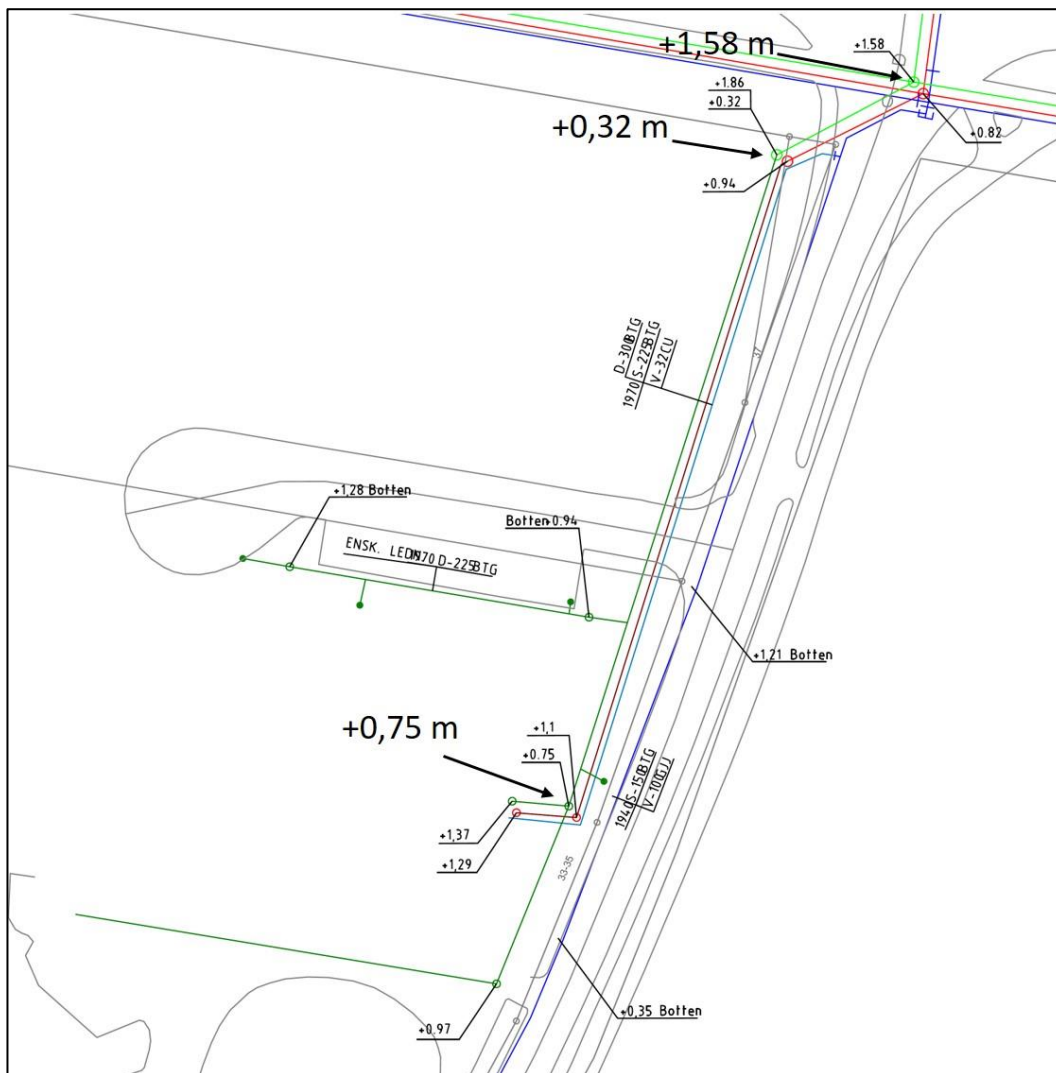 +1,58 m
+1.58
+1.86
+0.32
+0,32 m
+0.82
+0.94
D-300BTG
1970 S-225BTG
V-32CU
37
+1,28 Botten
Botten+0.94
ENSK. LEDN
1970 D-225BTG
+1,21 Botten
+0,75 m
+1,1
+0.75
1940 S-150BTG
V-100GJJ
+1,37
+1,29
33-35
+0,35 Botten
+0.97